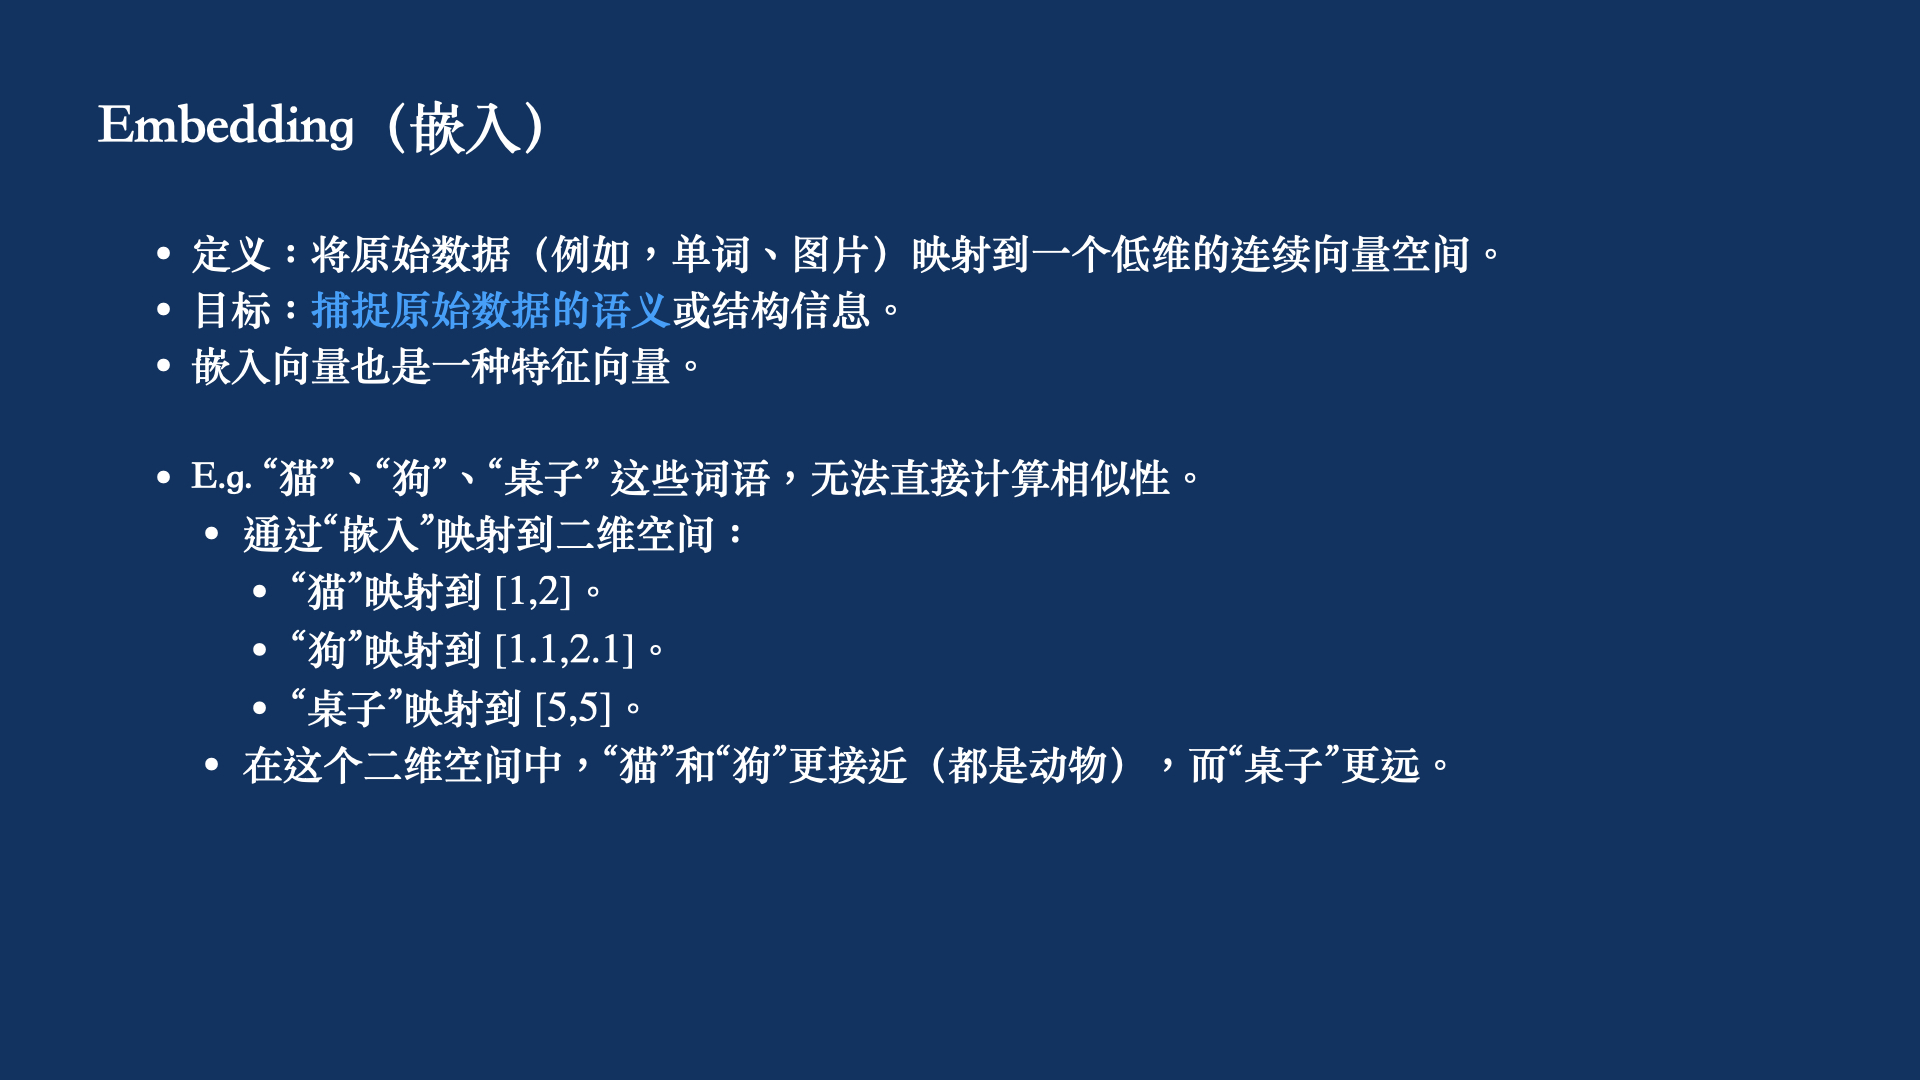 Embedding（嵌入）
• 定义：将原始数据（例如，单词、图片）映射到一个低维的连续向量空间。
• 目标：捕捉原始数据的语义或结构信息。
• 嵌入向量也是一种特征向量。
• E.g. “猫”、“狗”、“桌子” 这些词语，无法直接计算相似性。
• 通过“嵌入”映射到二维空间：
• “猫”映射到 [1,2]。
• “狗”映射到 [1.1,2.1]。
• “桌子”映射到 [5,5]。
• 在这个二维空间中，“猫”和“狗”更接近（都是动物），而“桌子”更远。